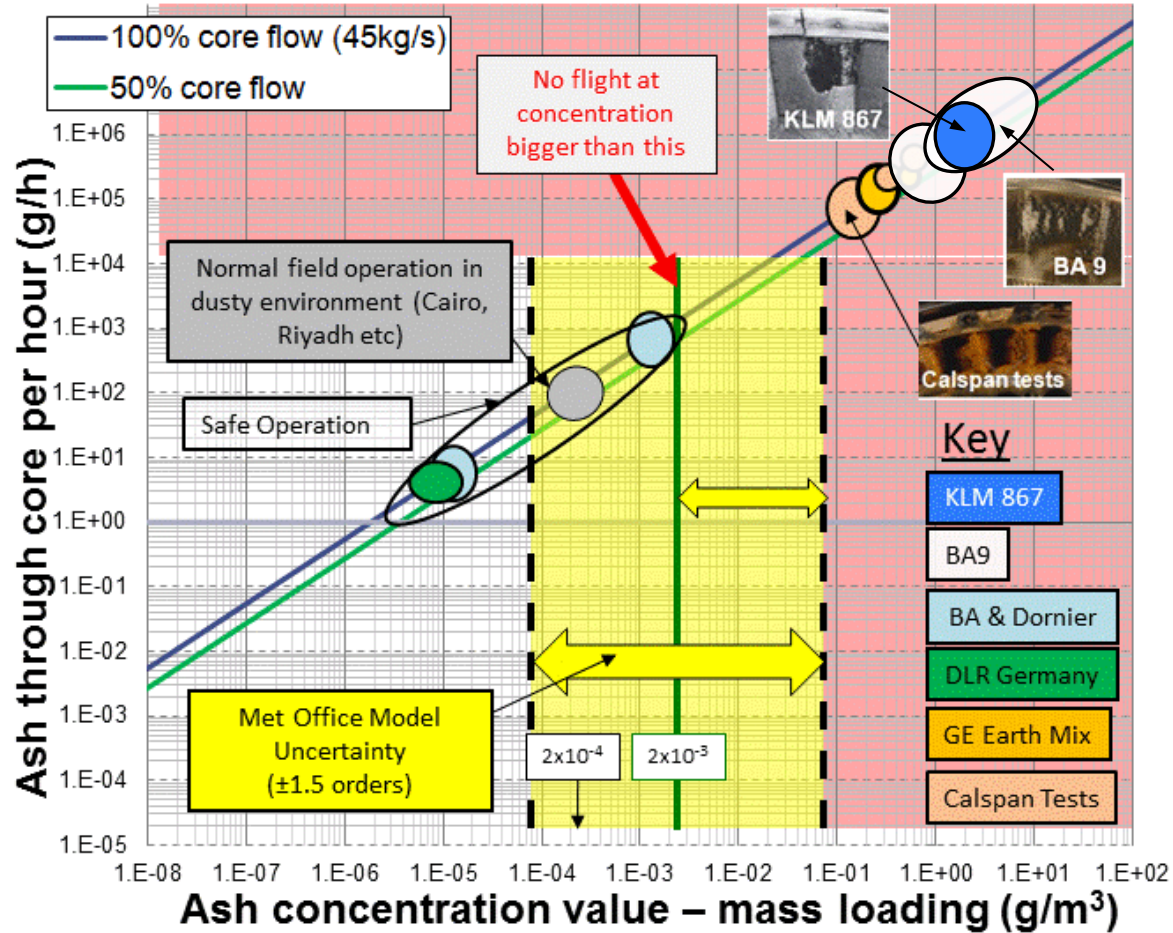 100% core flow (45kg/s)
50% core flow
No flight at
concentration
bigger than this
KLM 867
BA 9
Calspan tests
Normal field operation in
dusty environment (Cairo,
Riyadh etc)
Safe Operation
Met Office Model
Uncertainty
(±1.5 orders)
2x10⁻⁴
2x10⁻³
Key
KLM 867
BA9
BA & Dornier
DLR Germany
GE Earth Mix
Calspan Tests
Ash through core per hour (g/h)
1.E+06
1.E+05
1.E+04
1.E+03
1.E+02
1.E+01
1.E+00
1.E-01
1.E-02
1.E-03
1.E-04
1.E-05
1.E-08 1.E-07 1.E-06 1.E-05 1.E-04 1.E-03 1.E-02 1.E-01 1.E+00 1.E+01 1.E+02
Ash concentration value – mass loading (g/m³)